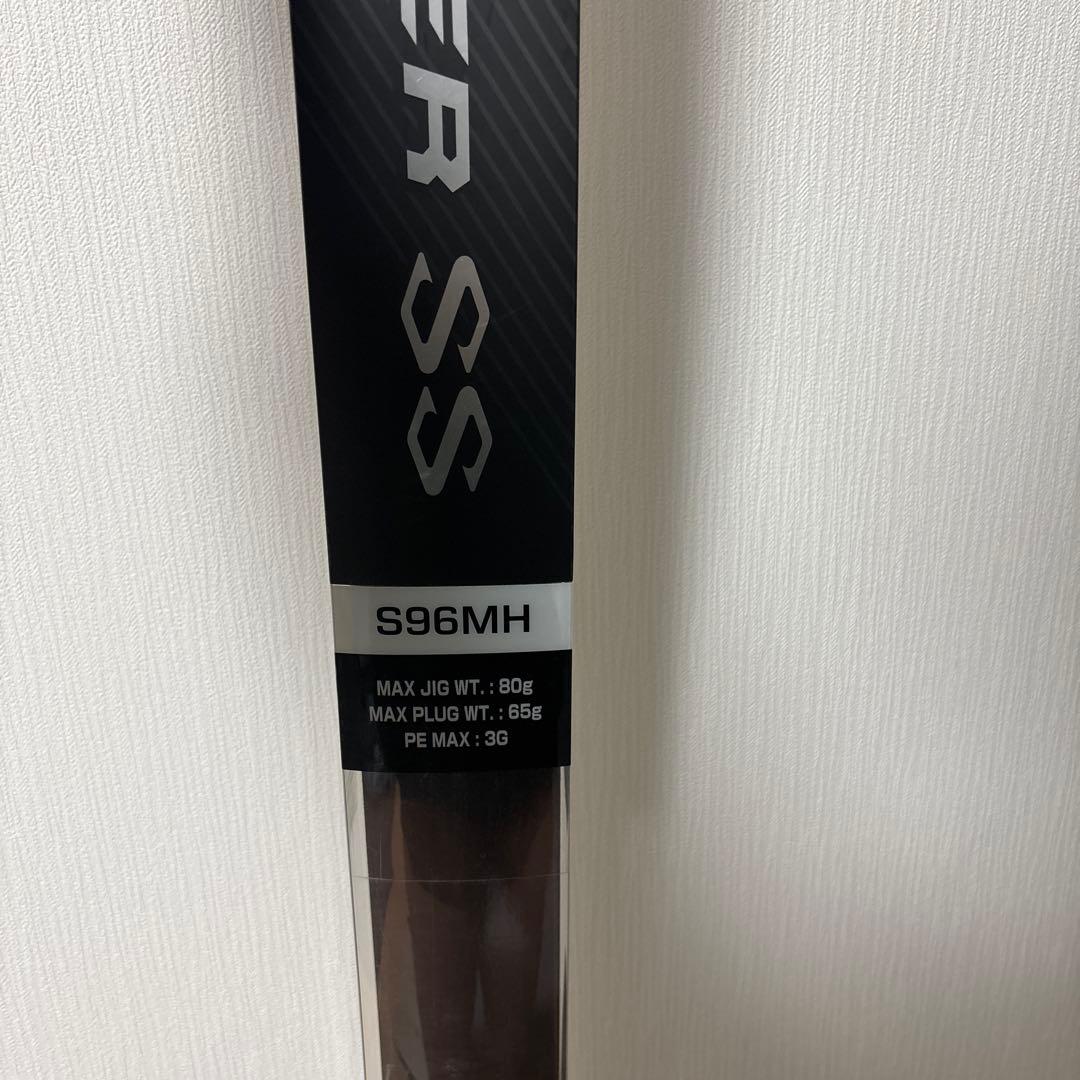 ER SS
S96MH
MAX JIG WT. : 80g
MAX PLUG WT. : 65g
PE MAX : 3G